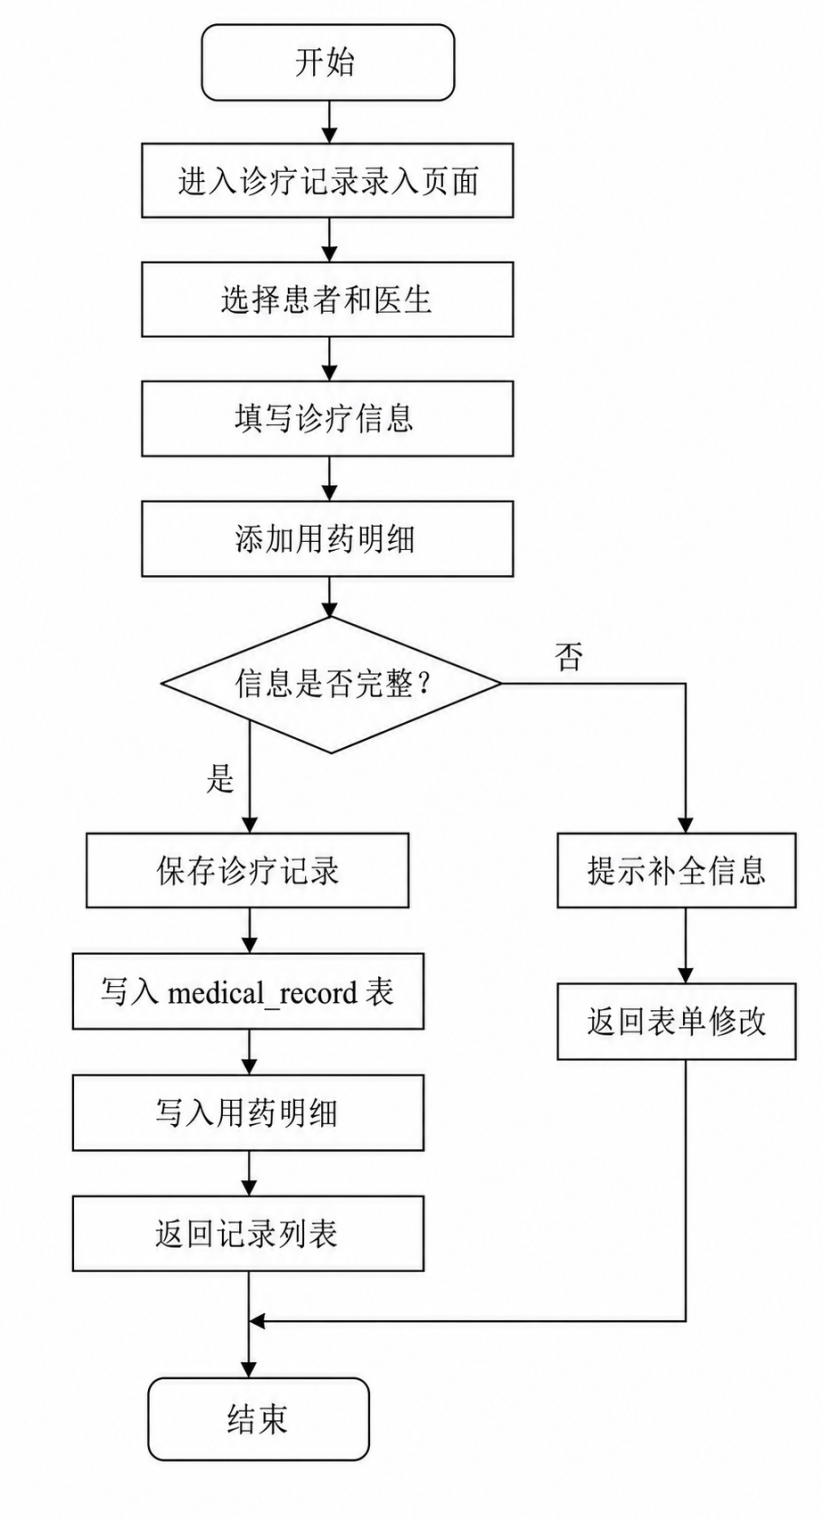 开始
进入诊疗记录录入页面
选择患者和医生
填写诊疗信息
添加用药明细
信息是否完整？
否
是
保存诊疗记录
提示补全信息
写入 medical_record 表
返回表单修改
写入用药明细
返回记录列表
结束